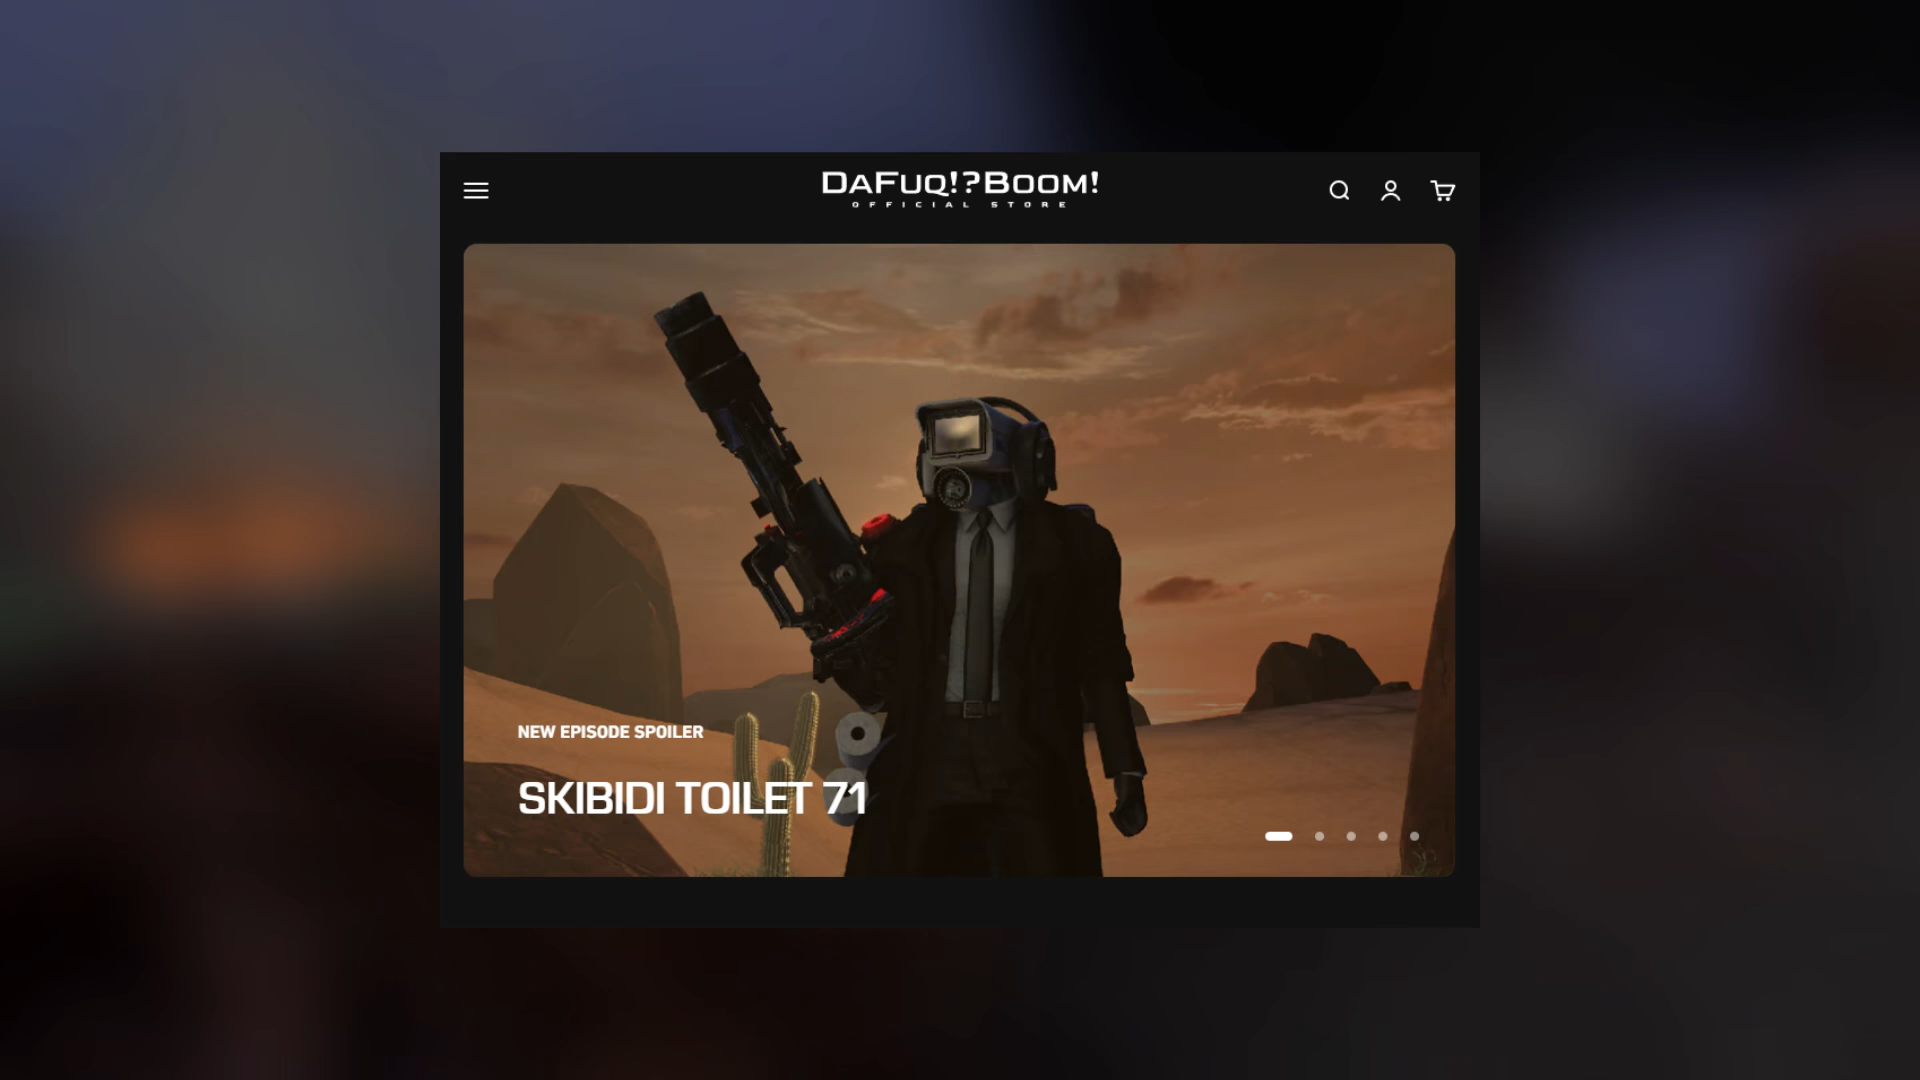 DaFuq!?Boom!
OFFICIAL STORE
NEW EPISODE SPOILER
SKIBIDI TOILET 71